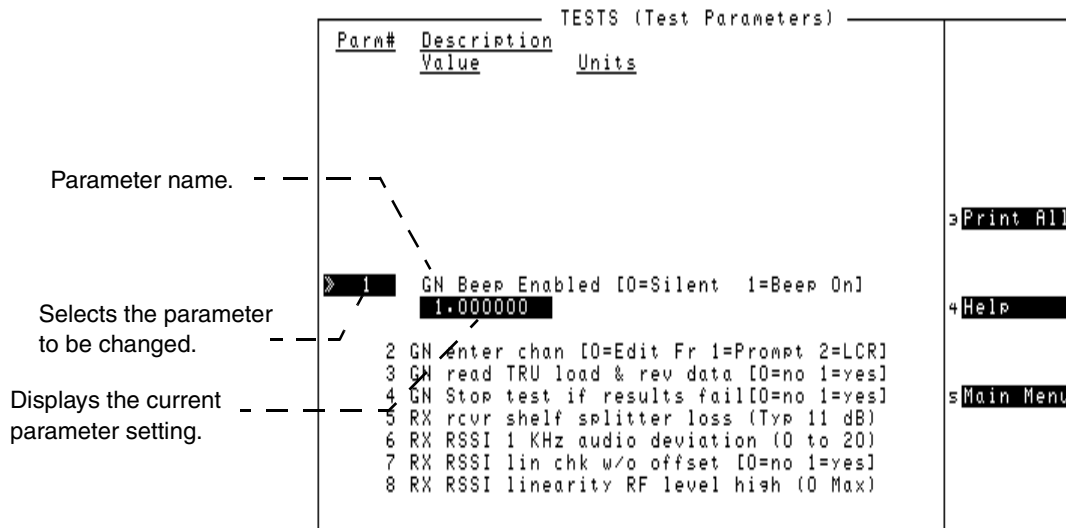 TESTS (Test Parameters)
Parm# Description
Value Units
Parameter name.
3 Print All
» 1 GN Beep Enabled [0=Silent 1=Beep On]
1.000000
Selects the parameter
to be changed.
4 Help
2 GN enter chan [0=Edit Fr 1=Prompt 2=LCR]
3 GN read TRU load & rev data [0=no 1=yes]
4 GN Stop test if results fail[0=no 1=yes]
Displays the current
parameter setting.
5 Main Menu
5 RX rcvr shelf splitter loss (Typ 11 dB)
6 RX RSSI 1 KHz audio deviation (0 to 20)
7 RX RSSI lin chk w/o offset [0=no 1=yes]
8 RX RSSI linearity RF level high (0 Max)